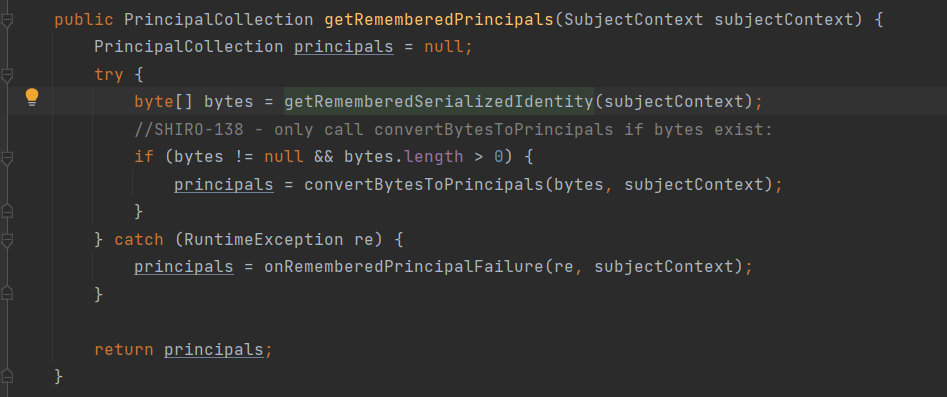 public PrincipalCollection getRememberedPrincipals(SubjectContext subjectContext) {
PrincipalCollection principals = null;
try {
byte[] bytes = getRememberedSerializedIdentity(subjectContext);
//SHIRO-138 - only call convertBytesToPrincipals if bytes exist:
if (bytes != null && bytes.length > 0) {
principals = convertBytesToPrincipals(bytes, subjectContext);
}
} catch (RuntimeException re) {
principals = onRememberedPrincipalFailure(re, subjectContext);
}
return principals;
}